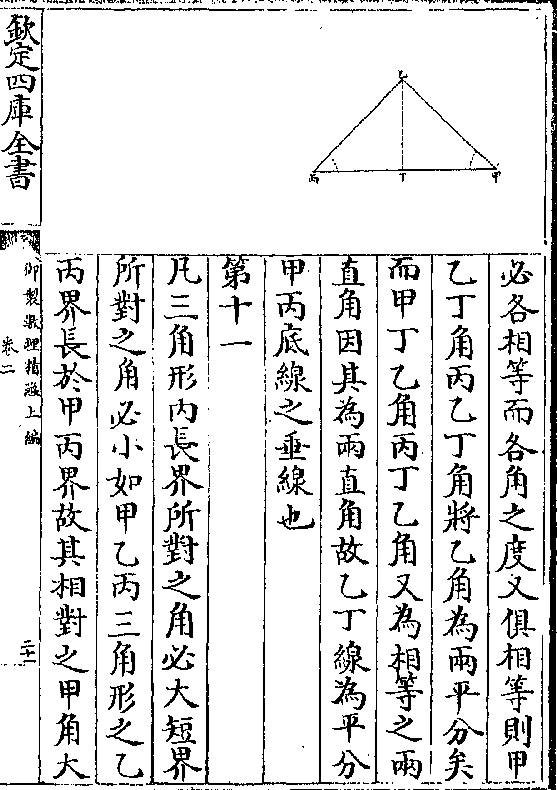 乙
丙
丁
甲
必各相等而各角之度又俱相等則甲
乙丁角丙乙丁角將乙角為兩平分矣
而甲丁乙角丙丁乙角又為相等之兩
直角因其為兩直角故乙丁線為平分
甲丙底線之垂線也
第十一
凡三角形内長界所對之角必大短界
所對之角必小如甲乙丙三角形之乙
丙界長於甲丙界故其相對之甲角大
欽定四庫全書
御製數理精蘊上編
卷二
二十二